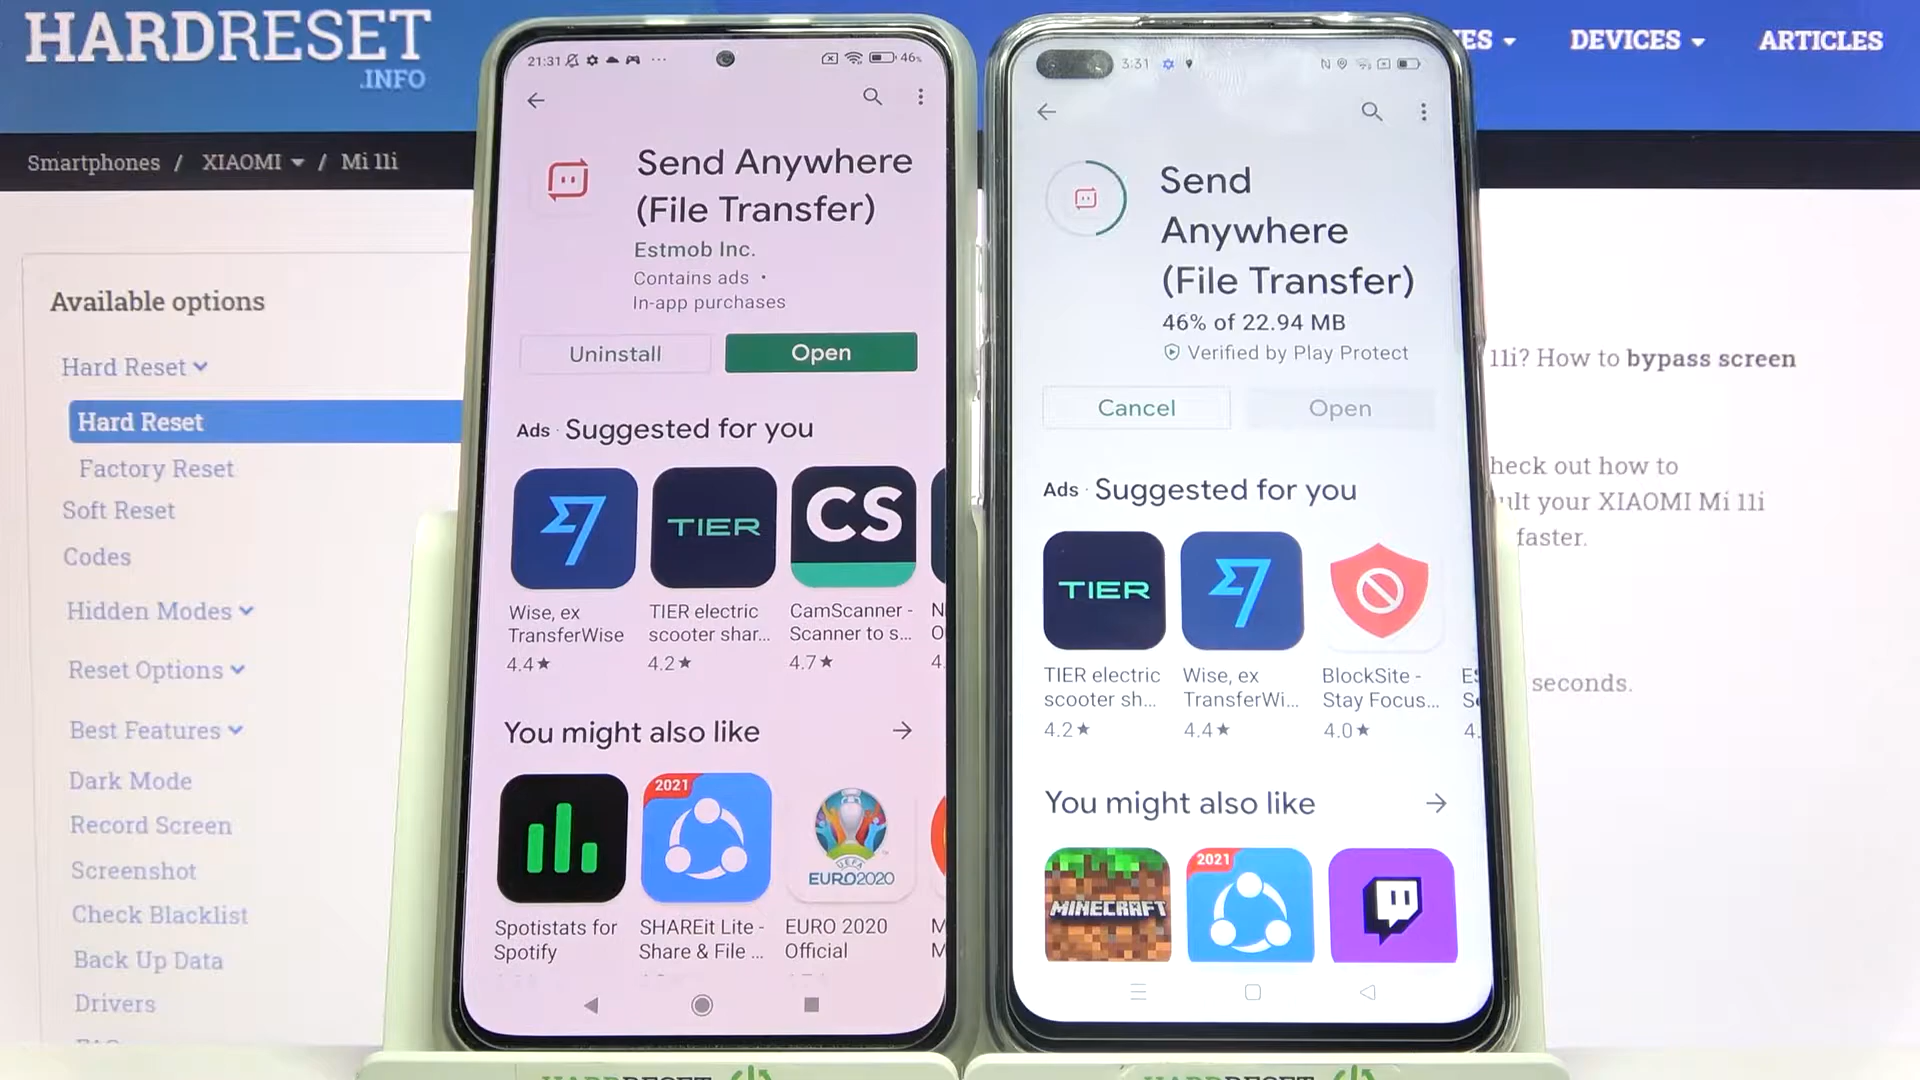 HARDRESET
.INFO
DEVICES
ARTICLES
Smartphones / XIAOMI / Mi 11i
Available options
Hard Reset
Hard Reset
Factory Reset
Soft Reset
Codes
Hidden Modes
Reset Options
Best Features
Dark Mode
Record Screen
Screenshot
Check Blacklist
Back Up Data
Drivers
21:31
46%
Send Anywhere
(File Transfer)
Estmob Inc.
Contains ads •
In-app purchases
Uninstall
Open
Ads · Suggested for you
TIER
CS
Wise, ex
TransferWise
4.4★
TIER electric
scooter shar...
4.2★
CamScanner -
Scanner to s...
4.7★
You might also like
2021
UEFA
EURO2020
Spotistats for
Spotify
SHAREit Lite -
Share & File ...
EURO 2020
Official
3:31
Send
Anywhere
(File Transfer)
46% of 22.94 MB
Verified by Play Protect
Cancel
Open
Ads · Suggested for you
TIER
TIER electric
scooter sh...
4.2★
Wise, ex
TransferWi...
4.4★
BlockSite -
Stay Focus...
4.0★
You might also like
MINECRAFT
2021
11i? How to bypass screen
heck out how to
ult your XIAOMI Mi 11i
faster.
seconds.